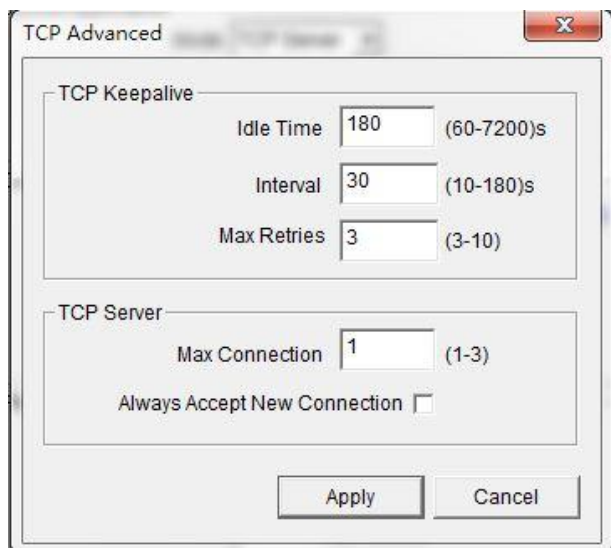 TCP Advanced
TCP Keepalive
Idle Time 180 (60-7200)s
Interval 30 (10-180)s
Max Retries 3 (3-10)
TCP Server
Max Connection 1 (1-3)
Always Accept New Connection
Apply Cancel